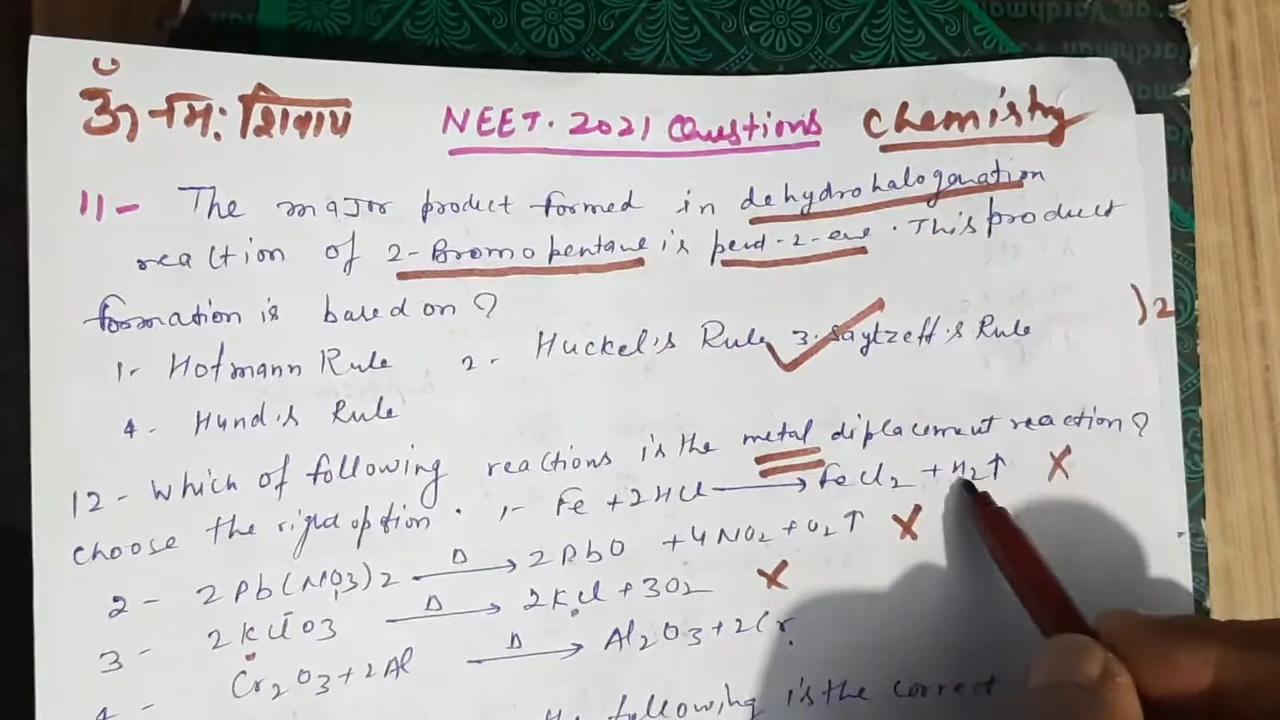 ॐ नमः शिवाय NEET. 2021 Questions Chemistry
11- The major product formed in dehydrohalogenation
reaction of 2-Bromopentane is pent-2-ene. This product
formation is based on?
1. Hofmann Rule 2. Huckel's Rule 3. Saytzeff's Rule
4. Hund's Rule
12- Which of following reactions is the metal diplacement reaction?
choose the right option. 1- Fe + 2HCl → FeCl2 + H2↑
2- 2Pb(NO3)2 Δ→ 2PbO + 4NO2 + O2↑
3- 2KClO3 Δ→ 2KCl + 3O2
4- Cr2O3 + 2Al Δ→ Al2O3 + 2Cr.
following is the correct